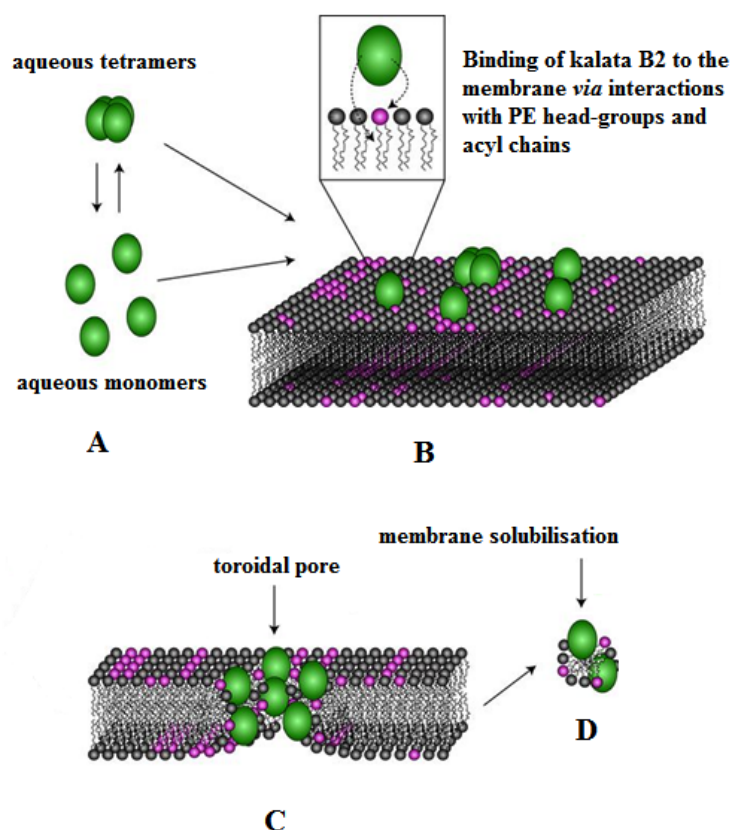 aqueous tetramers
Binding of kalata B2 to the
membrane via interactions
with PE head-groups and
acyl chains
aqueous monomers
A
B
membrane solubilisation
toroidal pore
D
C